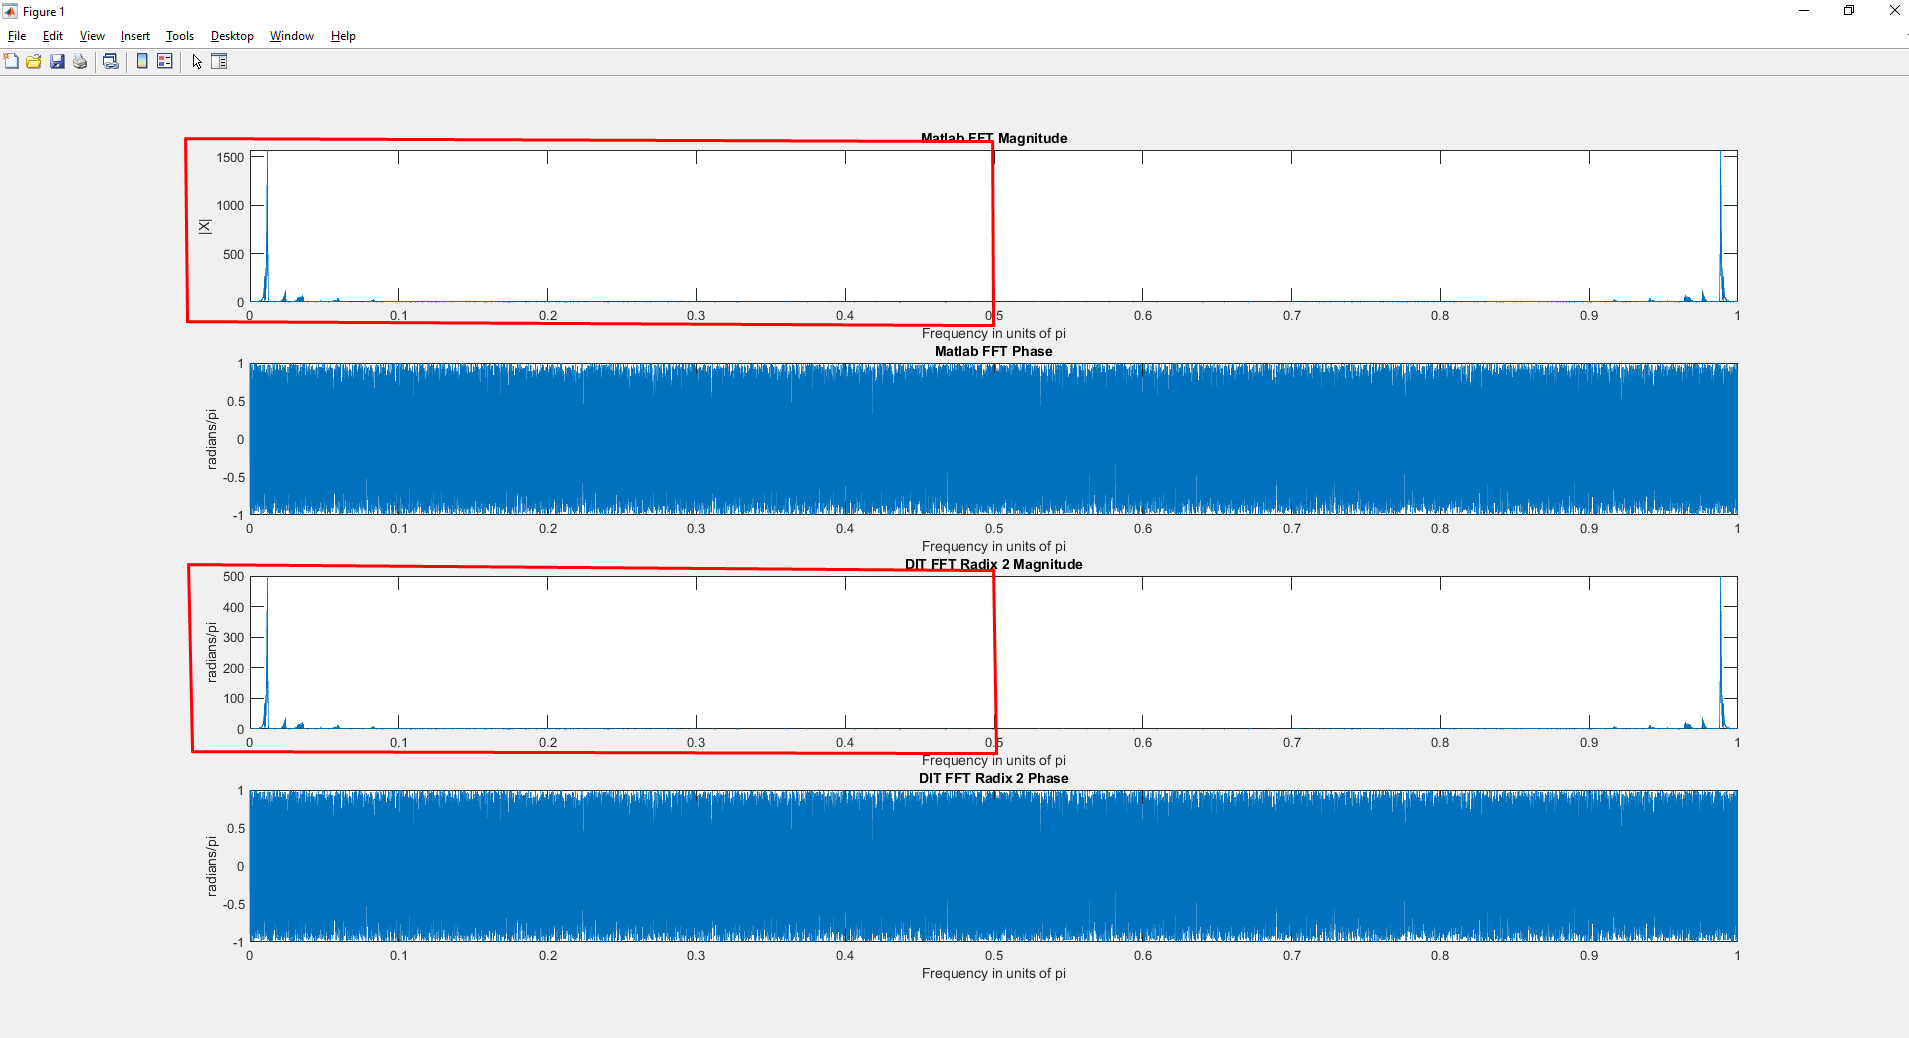 Figure 1
File Edit View Insert Tools Desktop Window Help
Matlab FFT Magnitude
1500
1000
500
0
|X|
0 0.1 0.2 0.3 0.4 0.5 0.6 0.7 0.8 0.9 1
Frequency in units of pi
Matlab FFT Phase
1
0.5
0
-0.5
-1
radians/pi
0 0.1 0.2 0.3 0.4 0.5 0.6 0.7 0.8 0.9 1
Frequency in units of pi
DIT FFT Radix 2 Magnitude
500
400
300
200
100
0
radians/pi
0 0.1 0.2 0.3 0.4 0.5 0.6 0.7 0.8 0.9 1
Frequency in units of pi
DIT FFT Radix 2 Phase
1
0.5
0
-0.5
-1
radians/pi
0 0.1 0.2 0.3 0.4 0.5 0.6 0.7 0.8 0.9 1
Frequency in units of pi